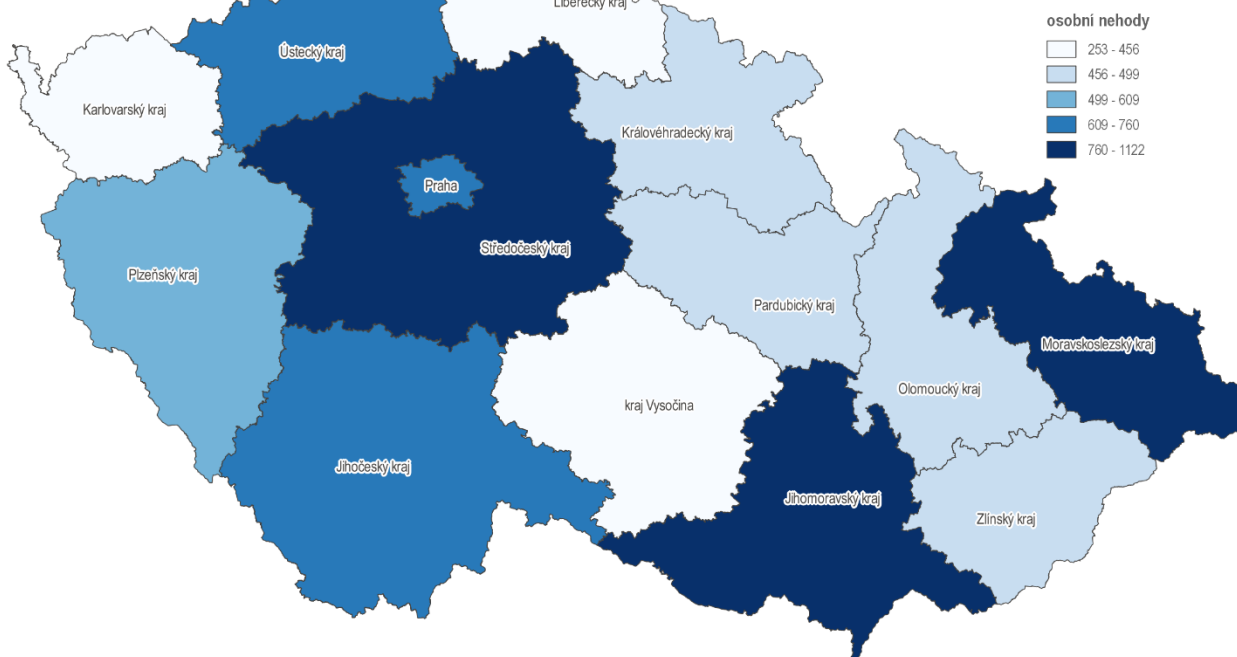 Liberecký kraj
osobní nehody
253 - 456
456 - 499
499 - 609
609 - 760
760 - 1122
Ústecký kraj
Karlovarský kraj
Královéhradecký kraj
Praha
Středočeský kraj
Plzeňský kraj
Pardubický kraj
Moravskoslezský kraj
Olomoucký kraj
kraj Vysočina
Jihočeský kraj
Jihomoravský kraj
Zlínský kraj